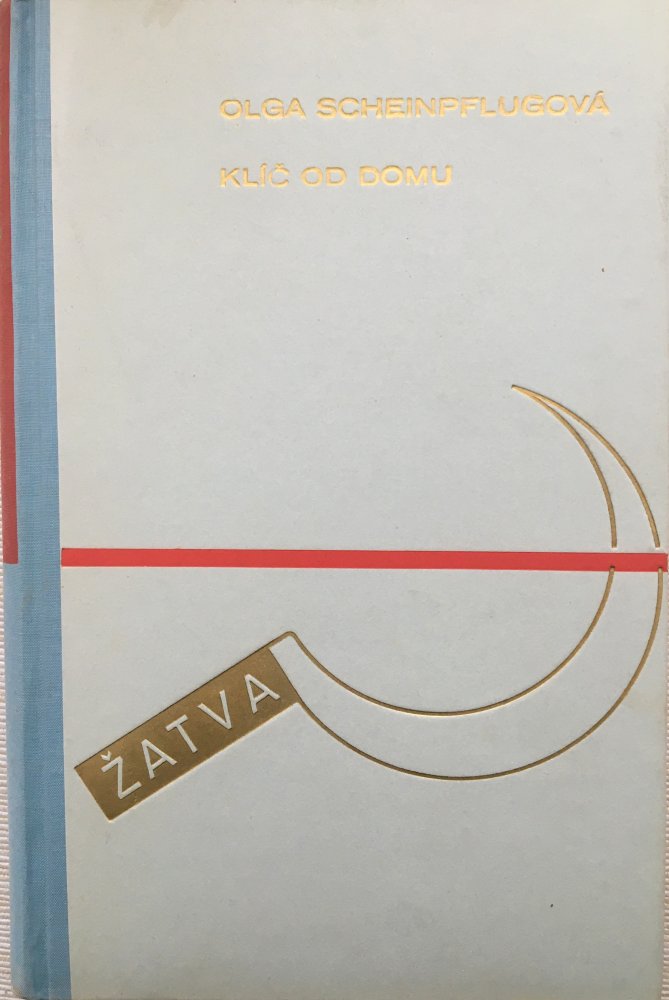 OLGA SCHEINPFLUGOVÁ
KLÍČ OD DOMU
ŽATVA